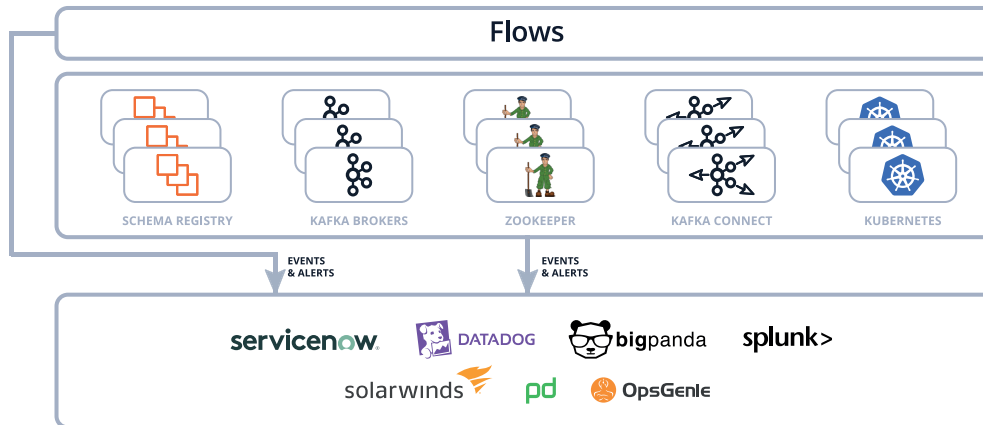 Flows
SCHEMA REGISTRY
KAFKA BROKERS
ZOOKEEPER
KAFKA CONNECT
KUBERNETES
EVENTS
& ALERTS
EVENTS
& ALERTS
servicenow
DATADOG
bigpanda
splunk>
solarwinds
pd
OpsGenie